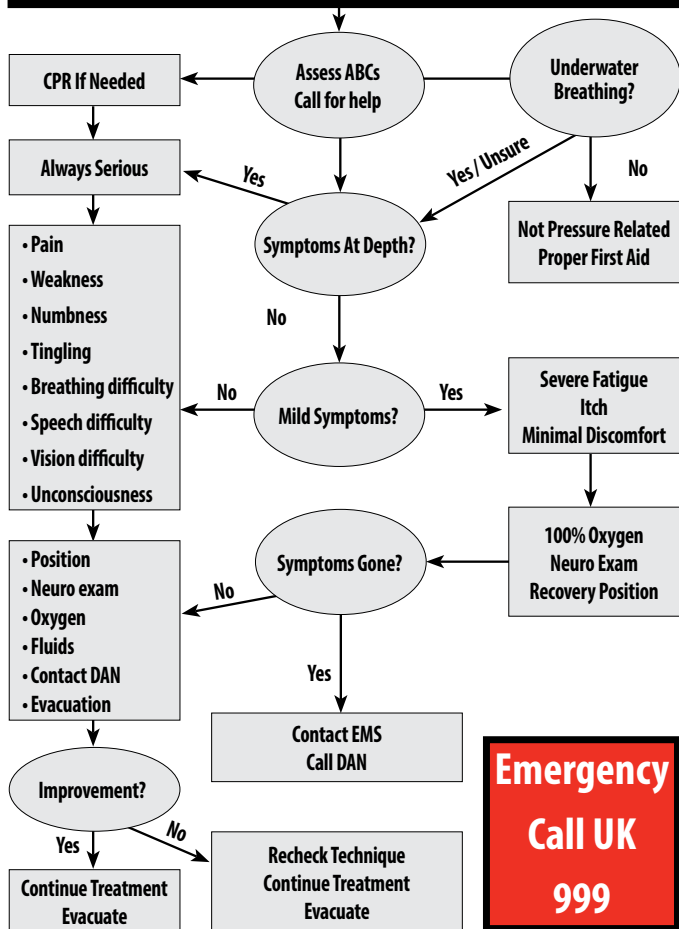 CPR If Needed
Assess ABCs
Call for help
Underwater
Breathing?
Always Serious
Yes
Yes / Unsure
No
Symptoms At Depth?
Not Pressure Related
Proper First Aid
• Pain
• Weakness
• Numbness
• Tingling
• Breathing difficulty
• Speech difficulty
• Vision difficulty
• Unconsciousness
No
No
Mild Symptoms?
Yes
Severe Fatigue
Itch
Minimal Discomfort
100% Oxygen
Neuro Exam
Recovery Position
Symptoms Gone?
No
• Position
• Neuro exam
• Oxygen
• Fluids
• Contact DAN
• Evacuation
Yes
Contact EMS
Call DAN
Improvement?
Yes
No
Continue Treatment
Evacuate
Recheck Technique
Continue Treatment
Evacuate
Emergency
Call UK
999